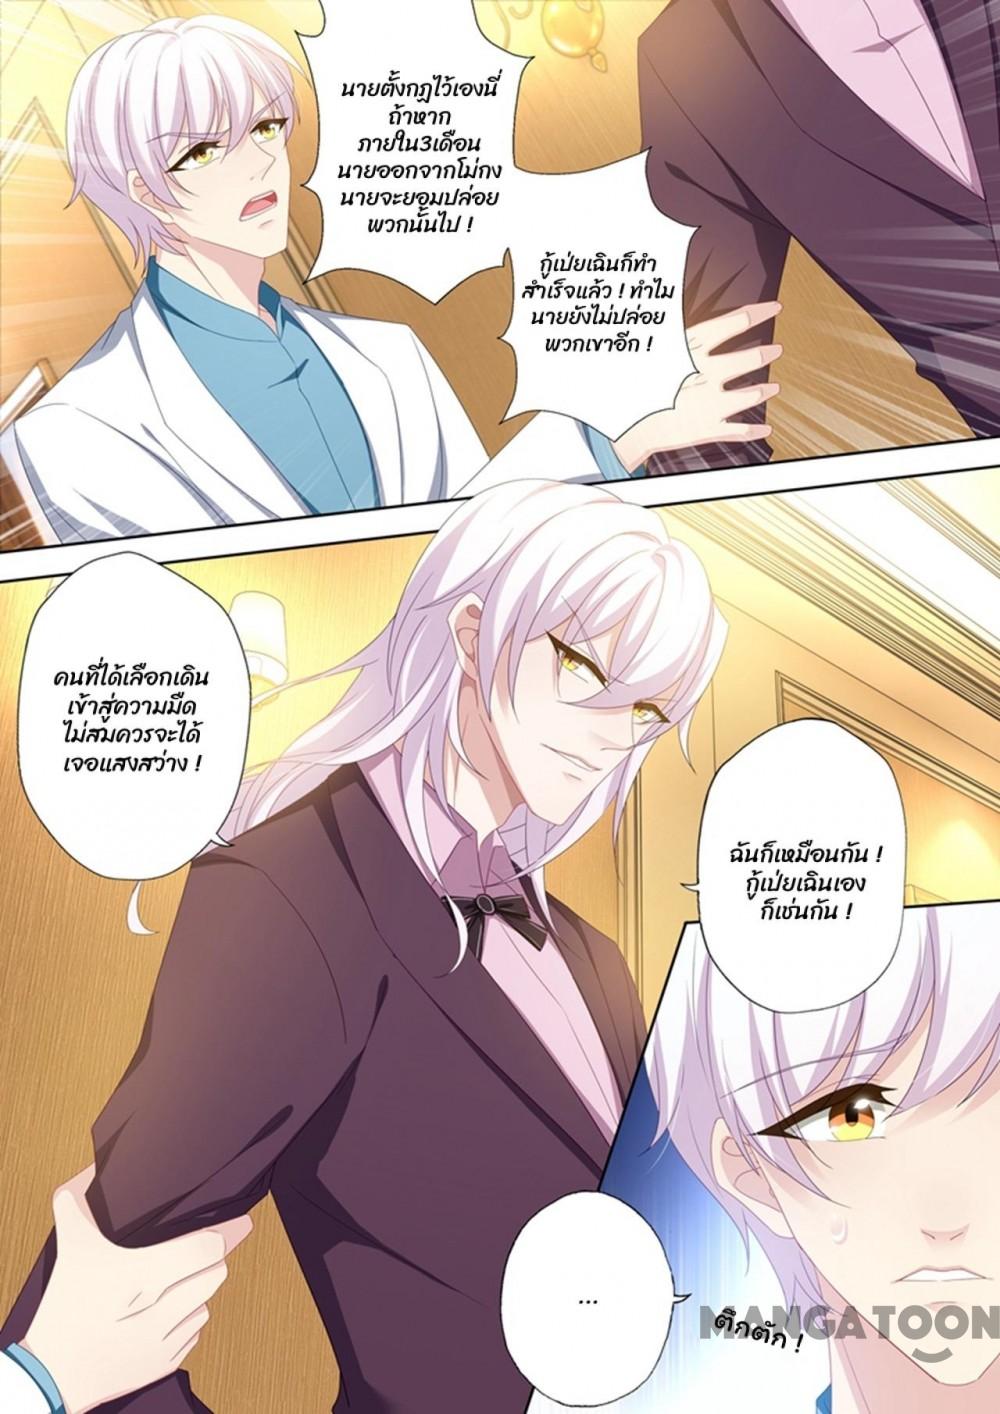 นายตั้งกฏไว้เองนี่
ถ้าหาก
ภายใน3เดือน
นายออกจากโม่กง
นายจะยอมปล่อย
พวกนั้นไป !
กู้เป่ยเฉินก็ทำ
สำเร็จแล้ว ! ทำไม
นายยังไม่ปล่อย
พวกเขาอีก !
คนที่ได้เลือกเดิน
เข้าสู่ความมืด
ไม่สมควรจะได้
เจอแสงสว่าง !
ฉันก็เหมือนกัน !
กู้เป่ยเฉินเอง
ก็เช่นกัน !
...
ตึกตัก !
MANGATOON